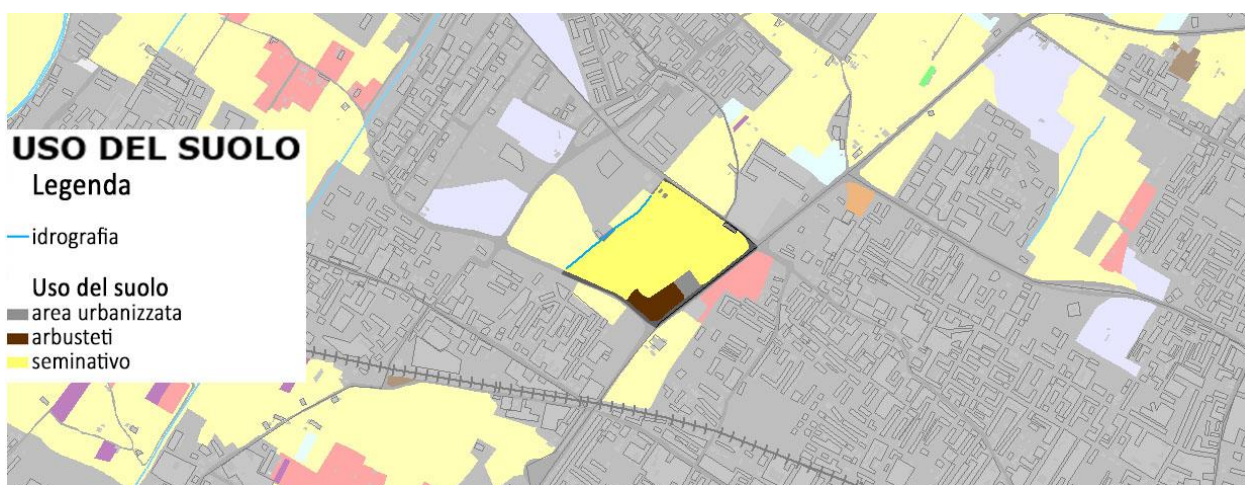 USO DEL SUOLO
Legenda
idrografia
Uso del suolo
area urbanizzata
arbusteti
seminativo